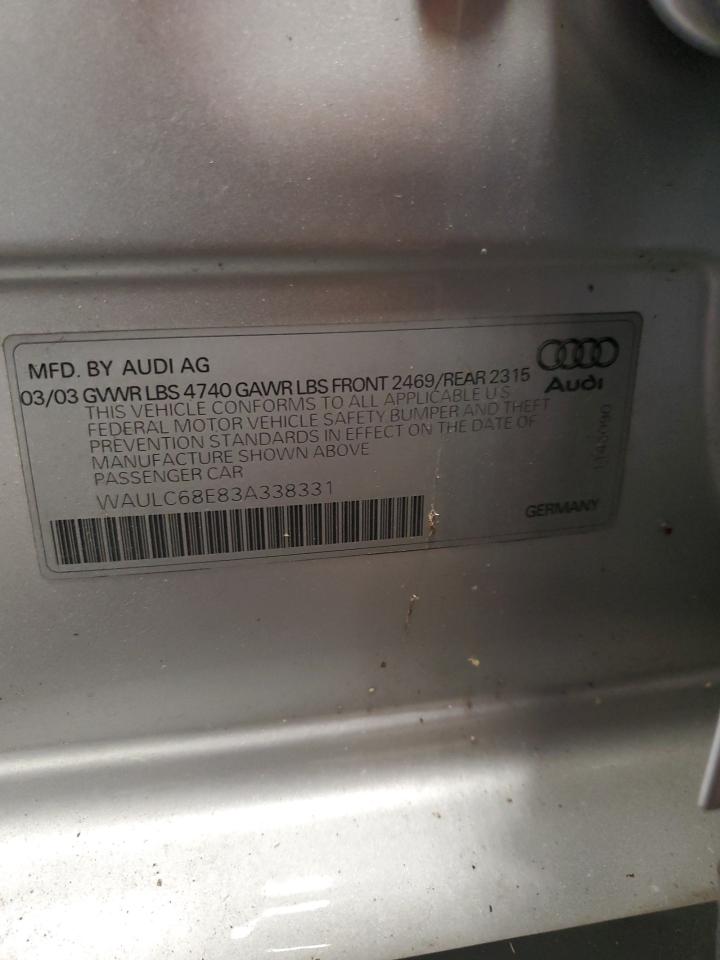 MFD. BY AUDI AG
03/03 GVWR LBS 4740 GAWR LBS FRONT 2469/REAR 2315
THIS VEHICLE CONFORMS TO ALL APPLICABLE U.S.
FEDERAL MOTOR VEHICLE SAFETY BUMPER AND THEFT
PREVENTION STANDARDS IN EFFECT ON THE DATE OF
MANUFACTURE SHOWN ABOVE
PASSENGER CAR
WAULC68E83A338331
Audi
GERMANY